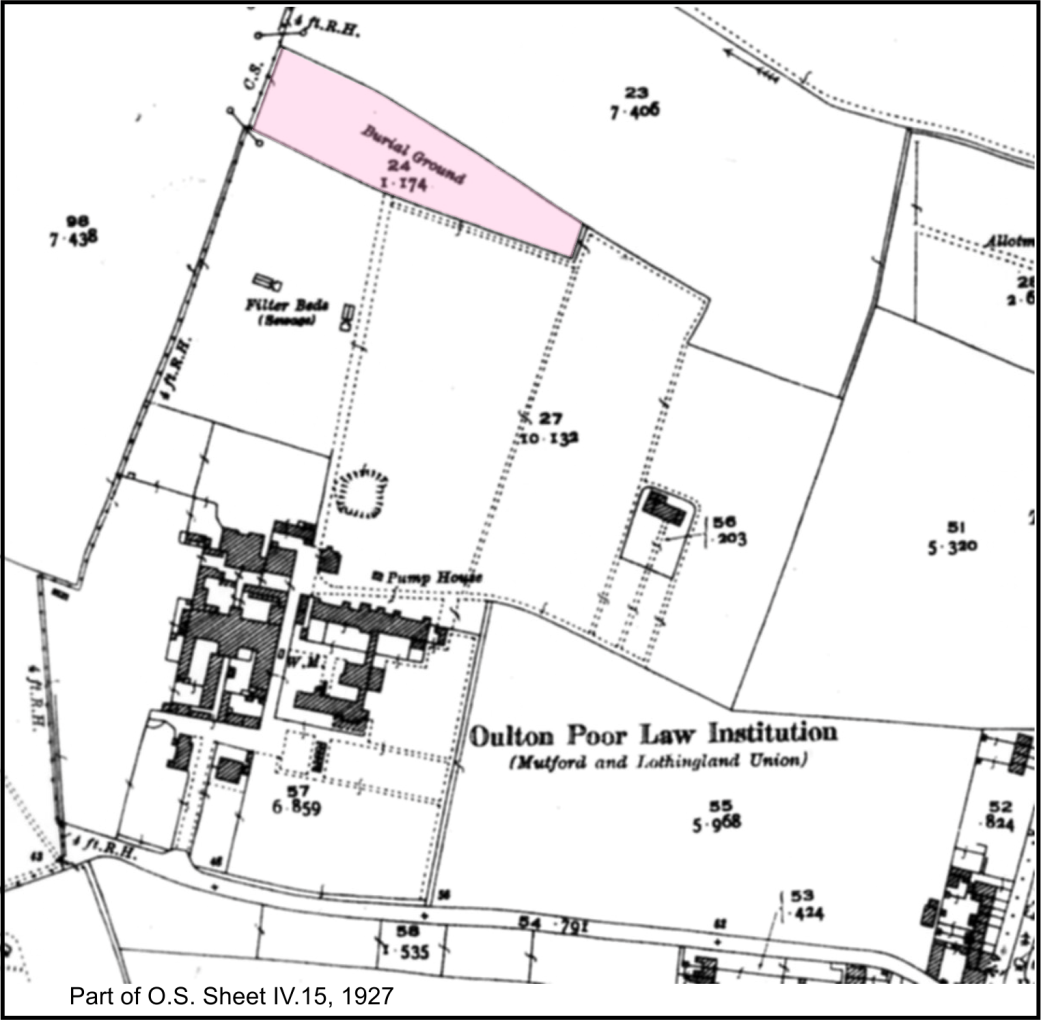 4 ft.R.H.
C.S.
23
7·406
Burial Ground
24
1·174
98
7·438
28
Filter Beds
(Sewage)
4 ft.R.H.
27
10·132
56
·203
51
5·320
Pump House
W.M.
4 ft.R.H.
Oulton Poor Law Institution
(Mutford and Lothingland Union)
57
6·859
55
5·968
52
·824
4 ft.R.H.
53
·424
54 ·791
58
1·535
Part of O.S. Sheet IV.15, 1927